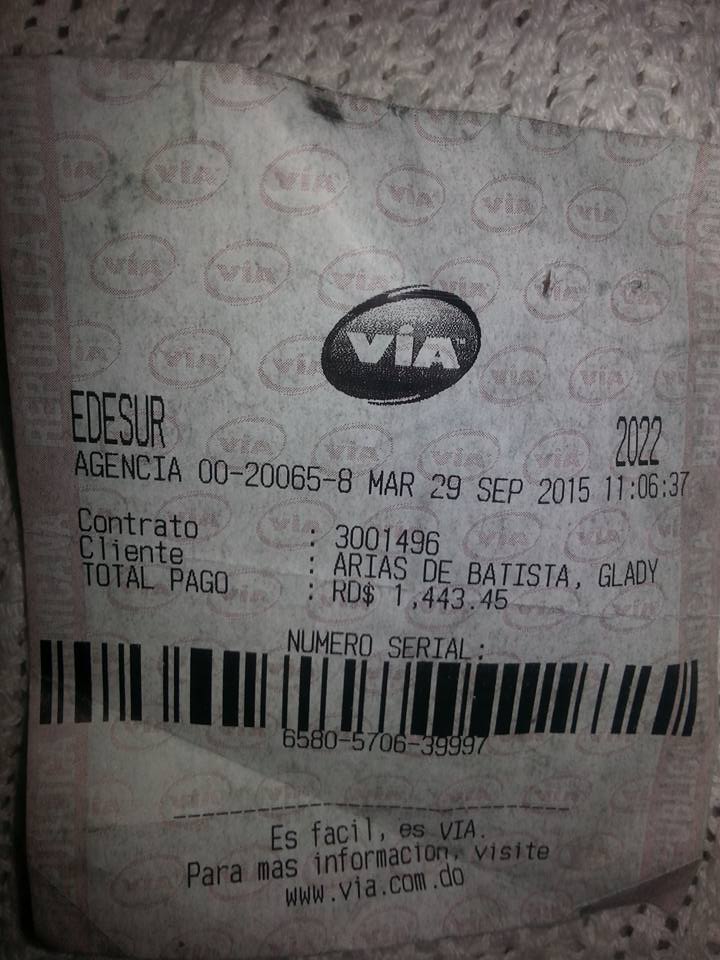 VIA
EDESUR 2022
AGENCIA 00-20065-8 MAR 29 SEP 2015 11:06:37
Contrato : 3001496
Cliente : ARIAS DE BATISTA, GLADY
TOTAL PAGO : RD$ 1,443.45
NUMERO SERIAL:
6580-5706-39997
Es facil, es VIA.
Para mas informacion, visite
www.via.com.do